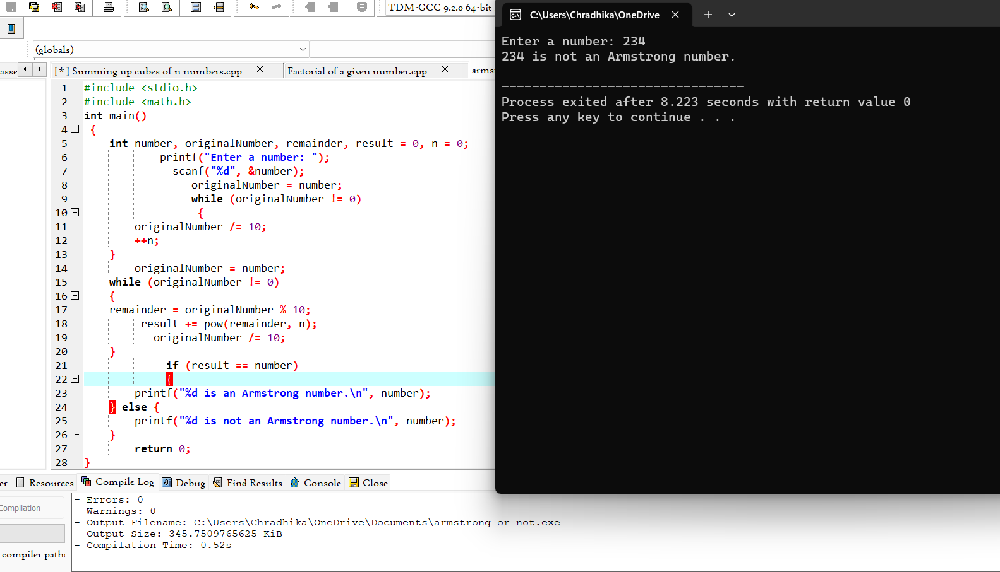 TDM-GCC 9.2.0 64-bit
(globals)
asse
[*] Summing up cubes of n numbers.cpp
Factorial of a given number.cpp
arms
1 #include <stdio.h>
2 #include <math.h>
3 int main()
4 {
5 int number, originalNumber, remainder, result = 0, n = 0;
6 printf("Enter a number: ");
7 scanf("%d", &number);
8 originalNumber = number;
9 while (originalNumber != 0)
10 {
11 originalNumber /= 10;
12 ++n;
13 }
14 originalNumber = number;
15 while (originalNumber != 0)
16 {
17 remainder = originalNumber % 10;
18 result += pow(remainder, n);
19 originalNumber /= 10;
20 }
21 if (result == number)
22 {
23 printf("%d is an Armstrong number.\n", number);
24 } else {
25 printf("%d is not an Armstrong number.\n", number);
26 }
27 return 0;
28 }
C:\Users\Chradhika\OneDrive
Enter a number: 234
234 is not an Armstrong number.
--------------------------------
Process exited after 8.223 seconds with return value 0
Press any key to continue . . .
er Resources Compile Log Debug Find Results Console Close
Compilation
compiler path
- Errors: 0
- Warnings: 0
- Output Filename: C:\Users\Chradhika\OneDrive\Documents\armstrong or not.exe
- Output Size: 345.7509765625 KiB
- Compilation Time: 0.52s